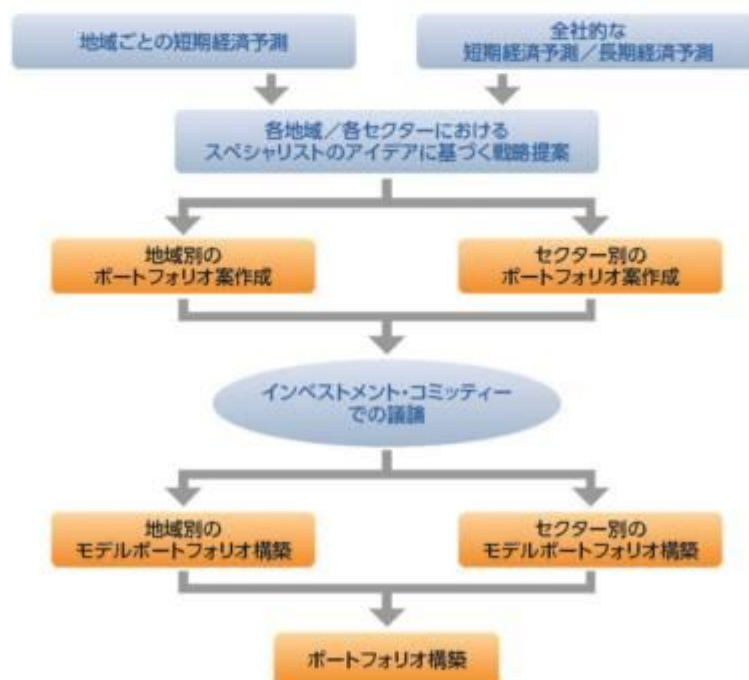 地域ごとの短期経済予測
全社的な
短期経済予測／長期経済予測
各地域／各セクターにおける
スペシャリストのアイデアに基づく戦略提案
地域別の
ポートフォリオ案作成
セクター別の
ポートフォリオ案作成
インベストメント・コミッティー
での議論
地域別の
モデルポートフォリオ構築
セクター別の
モデルポートフォリオ構築
ポートフォリオ構築